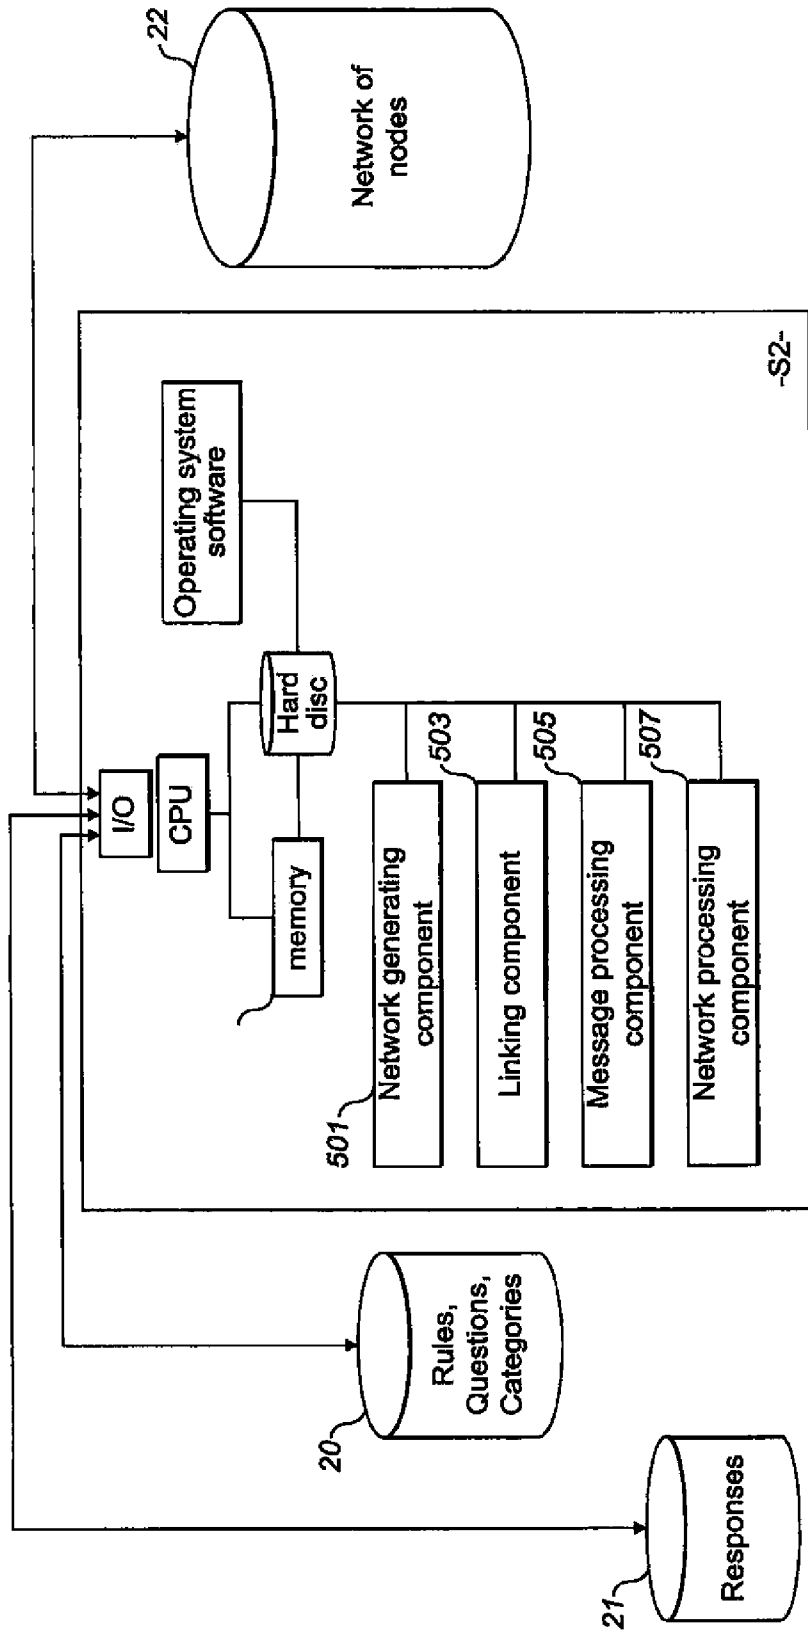 22
Network of
nodes
-S2-
Operating system
software
I/O
CPU
Hard
disc
memory
501
Network generating
component
503
Linking component
505
Message processing
component
507
Network processing
component
20
Rules,
Questions,
Categories
21
Responses